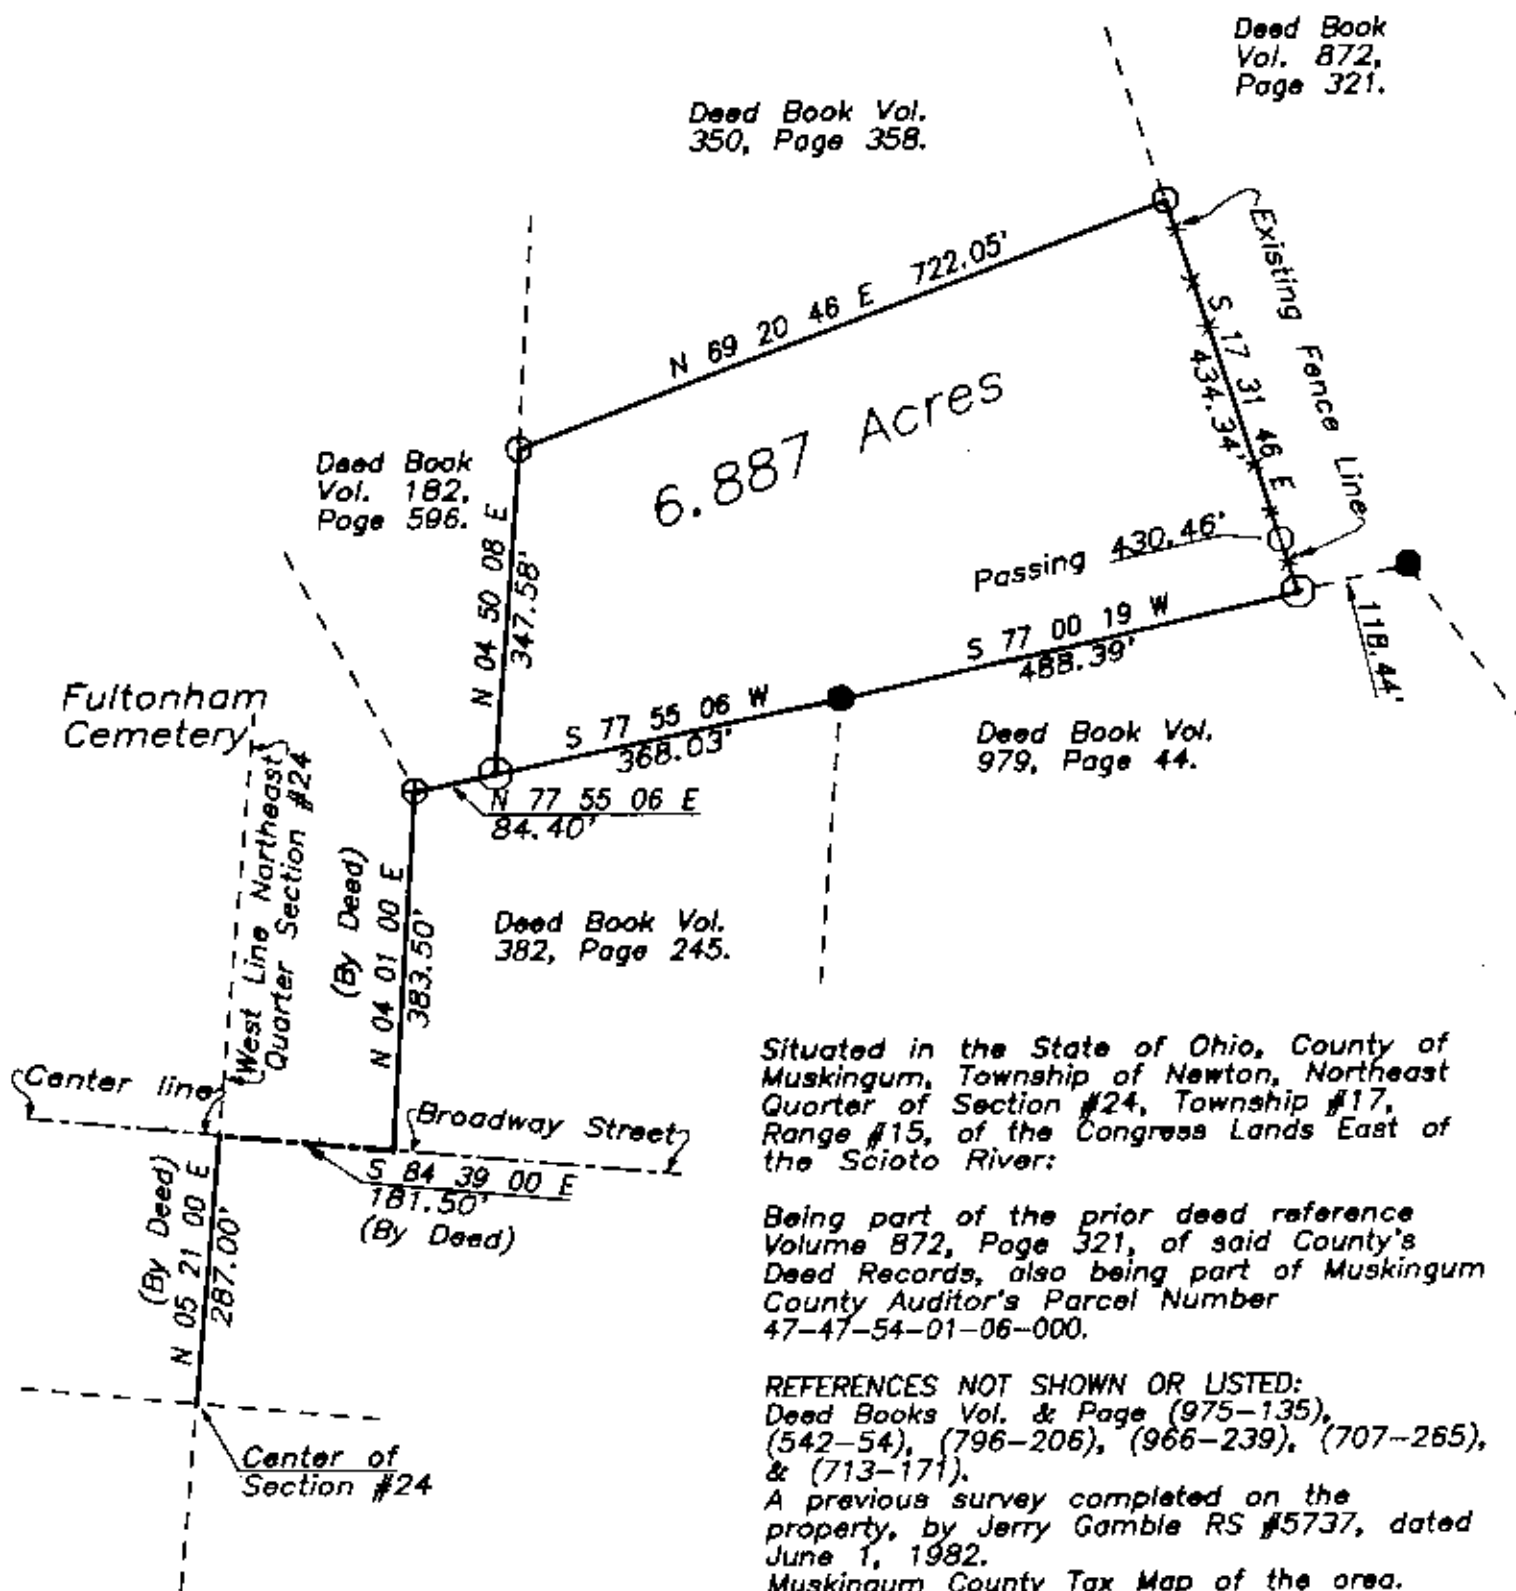 Deed Book
Vol. 872,
Page 321.
Deed Book Vol.
350, Page 358.
Existing Fence Line
N 69 20 46 E 722.05'
S 17 31 46 E
434.34'
6.887 Acres
Deed Book
Vol. 182,
Page 596.
N 04 50 08 E
347.58'
Passing 430.46'
S 77 00 19 W
488.39'
118.44'
Fultonham
Cemetery
S 77 55 06 W
368.03'
Deed Book Vol.
979, Page 44.
N 77 55 06 E
84.40'
West Line Northeast
Quarter Section #24
(By Deed)
N 04 01 00 E
383.50'
Deed Book Vol.
382, Page 245.
Center line
Broadway Street
S 84 39 00 E
181.50'
(By Deed)
(By Deed)
N 05 21 00 E
287.00'
Center of
Section #24
Situated in the State of Ohio, County of
Muskingum, Township of Newton, Northeast
Quarter of Section #24, Township #17,
Range #15, of the Congress Lands East of
the Scioto River:
Being part of the prior deed reference
Volume 872, Page 321, of said County's
Deed Records, also being part of Muskingum
County Auditor's Parcel Number
47-47-54-01-06-000.
REFERENCES NOT SHOWN OR LISTED:
Deed Books Vol. & Page (975-135),
(542-54), (796-206), (966-239), (707-265),
& (713-171).
A previous survey completed on the
property, by Jerry Gamble RS #5737, dated
June 1, 1982.
Muskingum County Tax Map of the area.